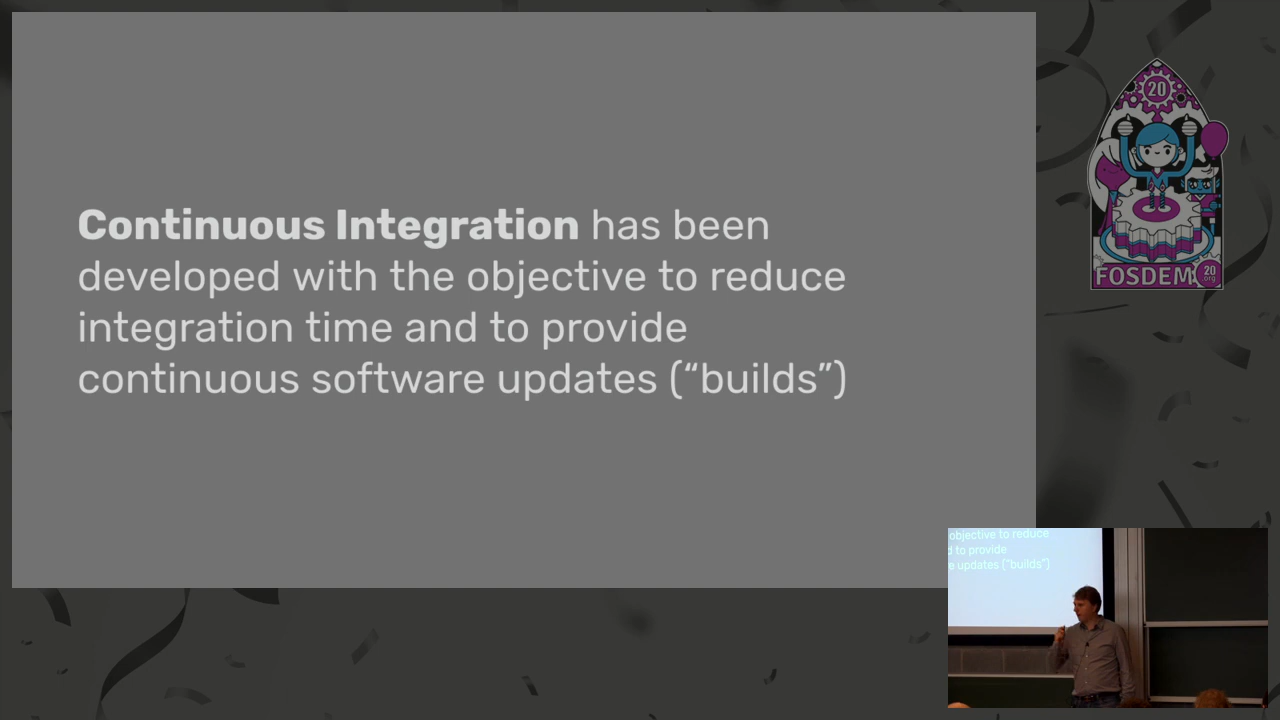 Continuous Integration has been
developed with the objective to reduce
integration time and to provide
continuous software updates (“builds”)
20
FOSDEM
20
org
objective to reduce
d to provide
e updates (“builds”)